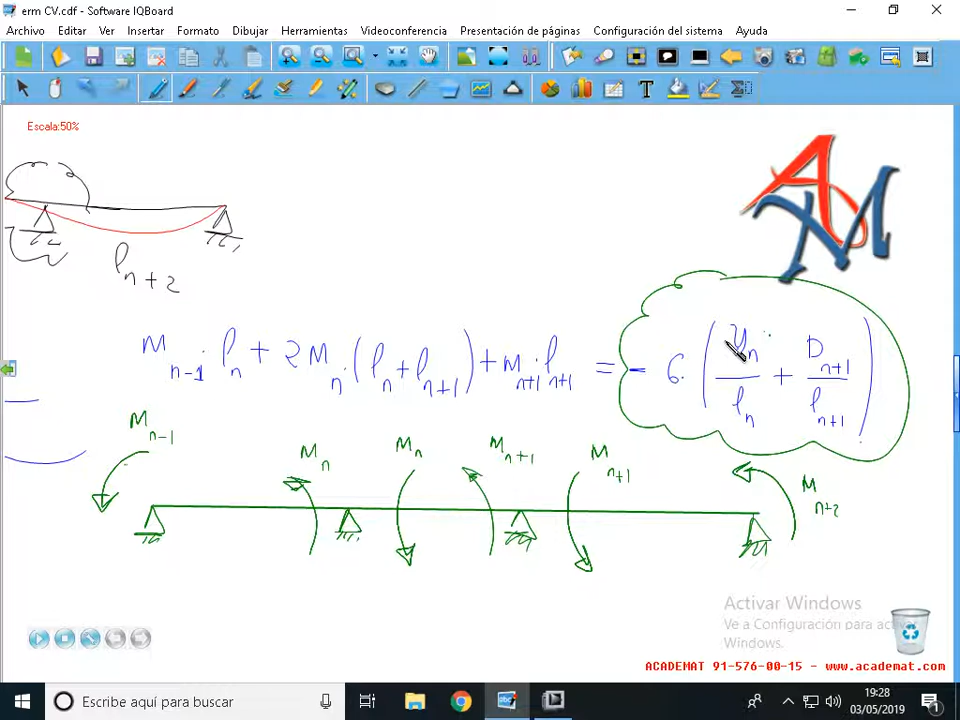 erm CV.cdf - Software IQBoard
Archivo Editar Ver Insertar Formato Dibujar Herramientas Videoconferencia Presentación de páginas Configuración del sistema Ayuda
Escala:50%
AM
l n+2
M n-1 · l n + 2 M n · (l n + l n+1) + M n+1 · l n+1 = - 6 · ( n / l n + D n+1 / l n+1 )
M n-1
M n
M n
M n+1
M n+1
M n+2
Activar Windows
Ve a Configuración para
Windows.
ACADEMAT 91-576-00-15 - www.academat.com
Escribe aquí para buscar
19:28
03/05/2019
1